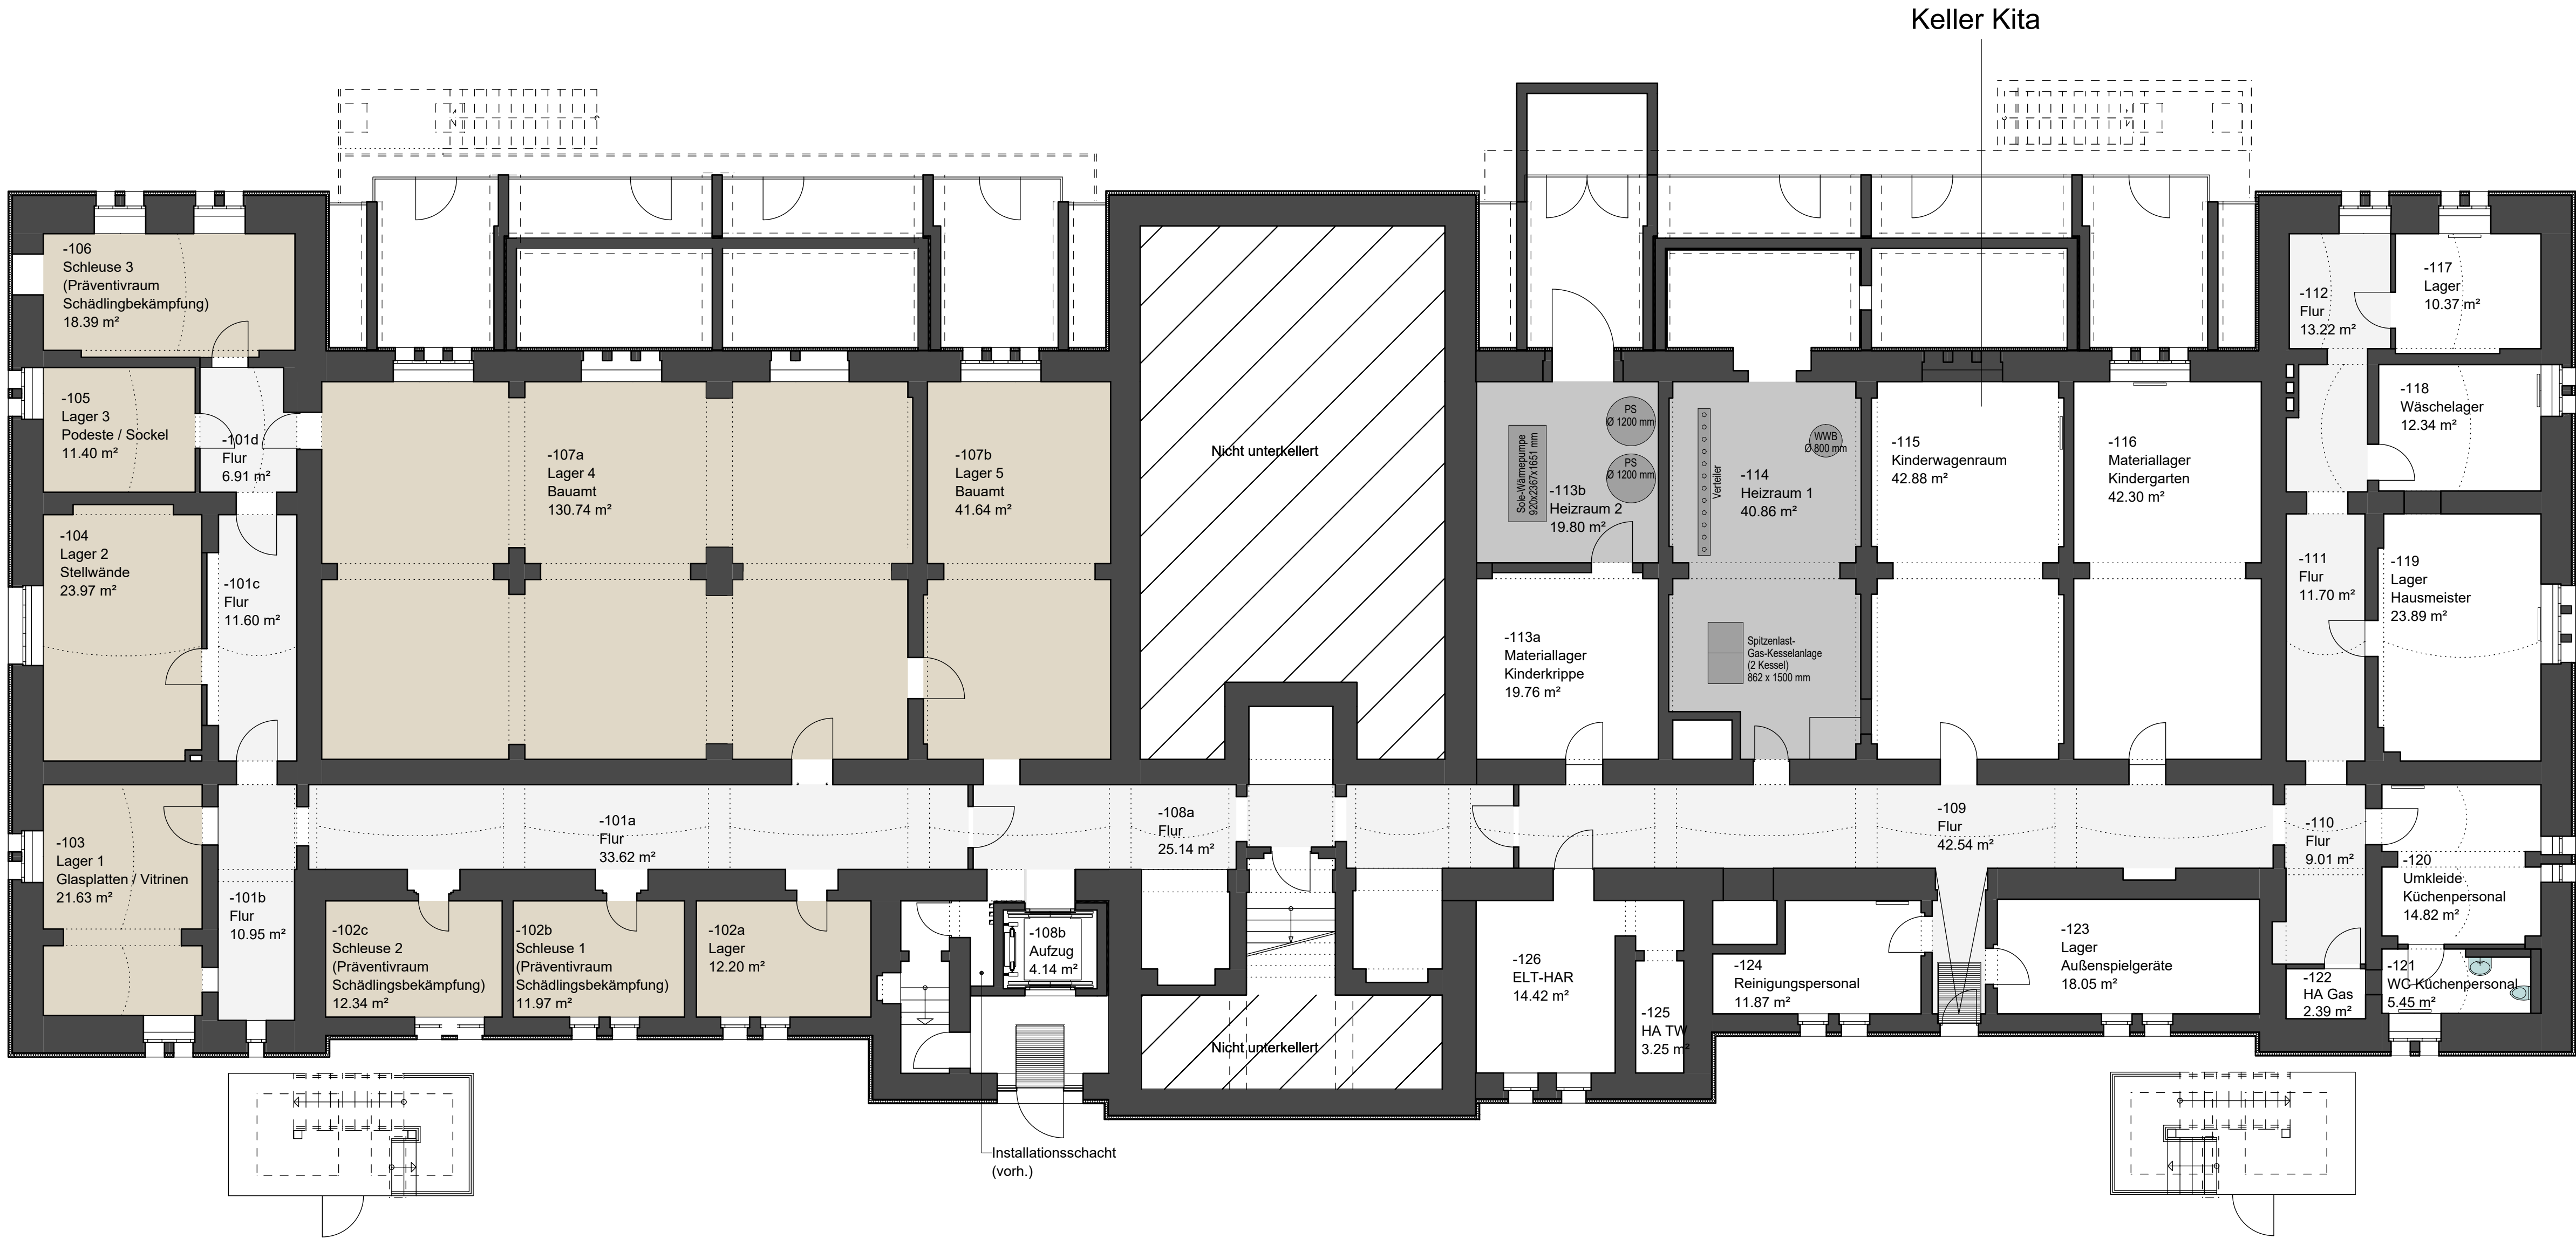 Keller Kita
-106
Schleuse 3
(Präventivraum
Schädlingbekämpfung)
18.39 m²
-105
Lager 3
Podeste / Sockel
11.40 m²
-101d
Flur
6.91 m²
-104
Lager 2
Stellwände
23.97 m²
-101c
Flur
11.60 m²
-107a
Lager 4
Bauamt
130.74 m²
-107b
Lager 5
Bauamt
41.64 m²
Nicht unterkellert
Sole-Wärmepumpe
920x2367x1651 mm
PS
Ø 1200 mm
PS
Ø 1200 mm
-113b
Heizraum 2
19.80 m²
Verteiler
WWB
Ø 800 mm
-114
Heizraum 1
40.86 m²
Spitzenlast-
Gas-Kesselanlage
(2 Kessel)
862 x 1500 mm
-113a
Materiallager
Kinderkrippe
19.76 m²
-115
Kinderwagenraum
42.88 m²
-116
Materiallager
Kindergarten
42.30 m²
-112
Flur
13.22 m²
-117
Lager
10.37 m²
-118
Wäschelager
12.34 m²
-111
Flur
11.70 m²
-119
Lager
Hausmeister
23.89 m²
-103
Lager 1
Glasplatten / Vitrinen
21.63 m²
-101b
Flur
10.95 m²
-101a
Flur
33.62 m²
-108a
Flur
25.14 m²
-109
Flur
42.54 m²
-110
Flur
9.01 m²
-120
Umkleide
Küchenpersonal
14.82 m²
-102c
Schleuse 2
(Präventivraum
Schädlingsbekämpfung)
12.34 m²
-102b
Schleuse 1
(Präventivraum
Schädlingsbekämpfung)
11.97 m²
-102a
Lager
12.20 m²
-108b
Aufzug
4.14 m²
Nicht unterkellert
-126
ELT-HAR
14.42 m²
-125
HA TW
3.25 m²
-124
Reinigungspersonal
11.87 m²
-123
Lager
Außenspielgeräte
18.05 m²
-122
HA Gas
2.39 m²
-121
WC Küchenpersonal
5.45 m²
Installationsschacht
(vorh.)